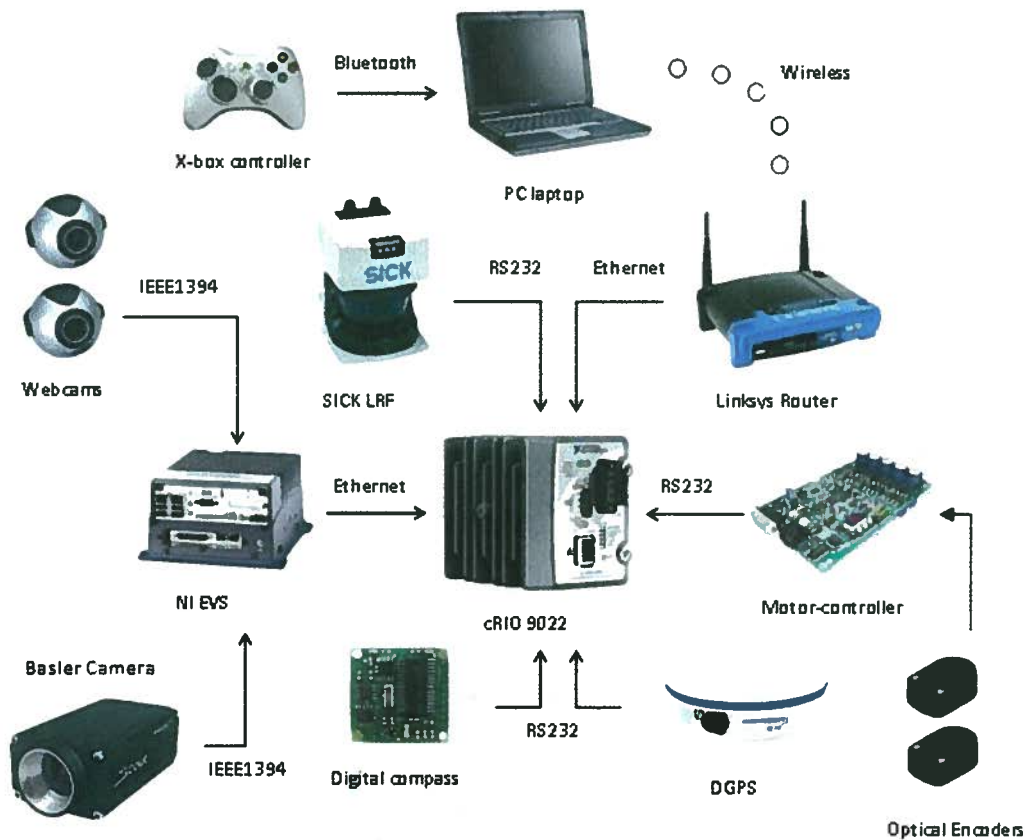 Bluetooth
Wireless
X-box controller
PC laptop
IEEE1394
SICK
RS232
Ethernet
Webcams
SICK LRF
Linksys Router
Ethernet
RS232
NI EVS
cRIO 9022
Motor-controller
Basler Camera
RS232
IEEE1394
Digital compass
DGPS
Optical Encoders